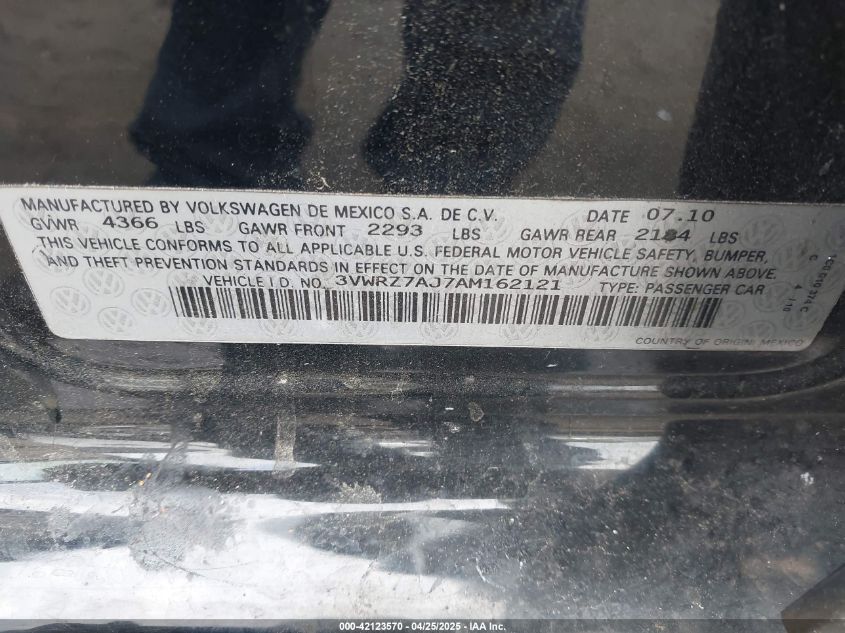 MANUFACTURED BY VOLKSWAGEN DE MEXICO S.A. DE C.V. DATE 07.10
GVWR 4366 LBS GAWR FRONT 2293 LBS GAWR REAR 2184 LBS
THIS VEHICLE CONFORMS TO ALL APPLICABLE U.S. FEDERAL MOTOR VEHICLE SAFETY, BUMPER,
AND THEFT PREVENTION STANDARDS IN EFFECT ON THE DATE OF MANUFACTURE SHOWN ABOVE.
VEHICLE I.D. NO. 3VWRZ7AJ7AM162121 TYPE: PASSENGER CAR
COUNTRY OF ORIGIN: MEXICO
000-42123570 - 04/25/2025 - IAA Inc.